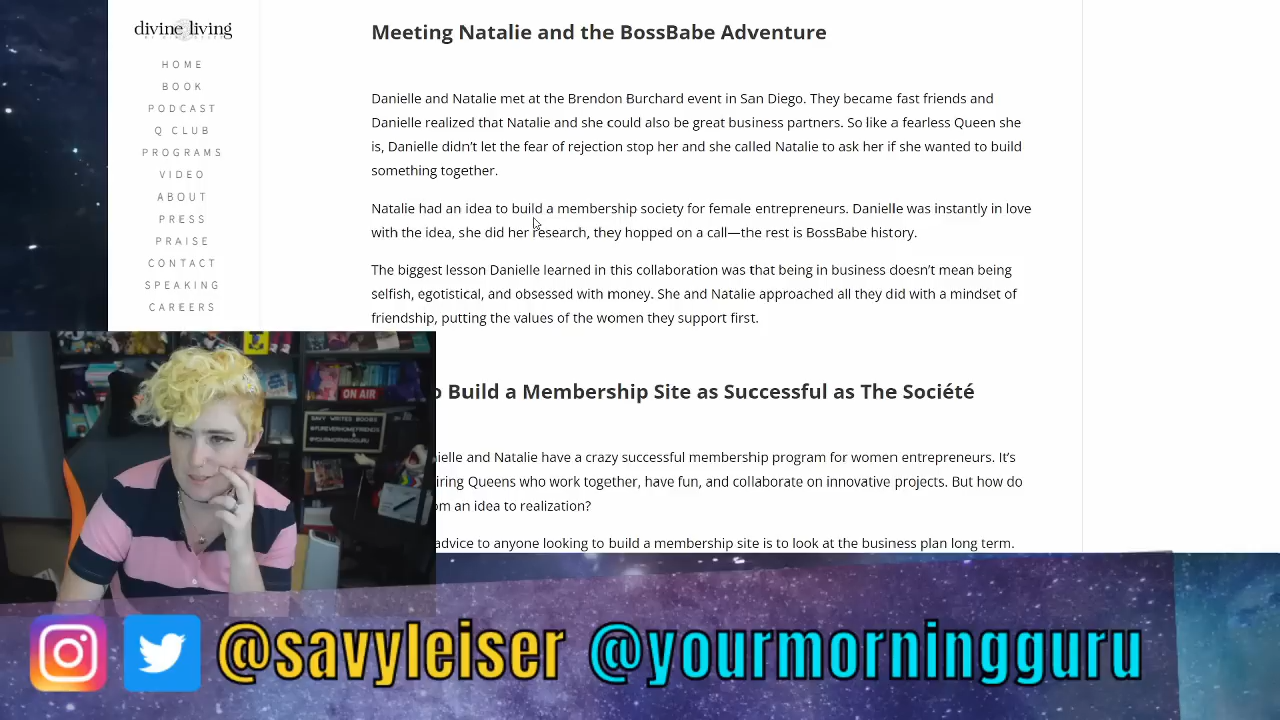 divine living
HOME
BOOK
PODCAST
Q CLUB
PROGRAMS
VIDEO
ABOUT
PRESS
PRAISE
CONTACT
SPEAKING
CAREERS
Meeting Natalie and the BossBabe Adventure
Danielle and Natalie met at the Brendon Burchard event in San Diego. They became fast friends and
Danielle realized that Natalie and she could also be great business partners. So like a fearless Queen she
is, Danielle didn't let the fear of rejection stop her and she called Natalie to ask her if she wanted to build
something together.
Natalie had an idea to build a membership society for female entrepreneurs. Danielle was instantly in love
with the idea, she did her research, they hopped on a call—the rest is BossBabe history.
The biggest lesson Danielle learned in this collaboration was that being in business doesn't mean being
selfish, egotistical, and obsessed with money. She and Natalie approached all they did with a mindset of
friendship, putting the values of the women they support first.
Build a Membership Site as Successful as The Société
and Natalie have a crazy successful membership program for women entrepreneurs. It's
Queens who work together, have fun, and collaborate on innovative projects. But how do
an idea to realization?
advice to anyone looking to build a membership site is to look at the business plan long term.
ON AIR
SAVY WRITES BOOKS
@FOREVERHOMEFRIENDS
@YOURMORNINGGURU
@savyleiser @yourmorningguru